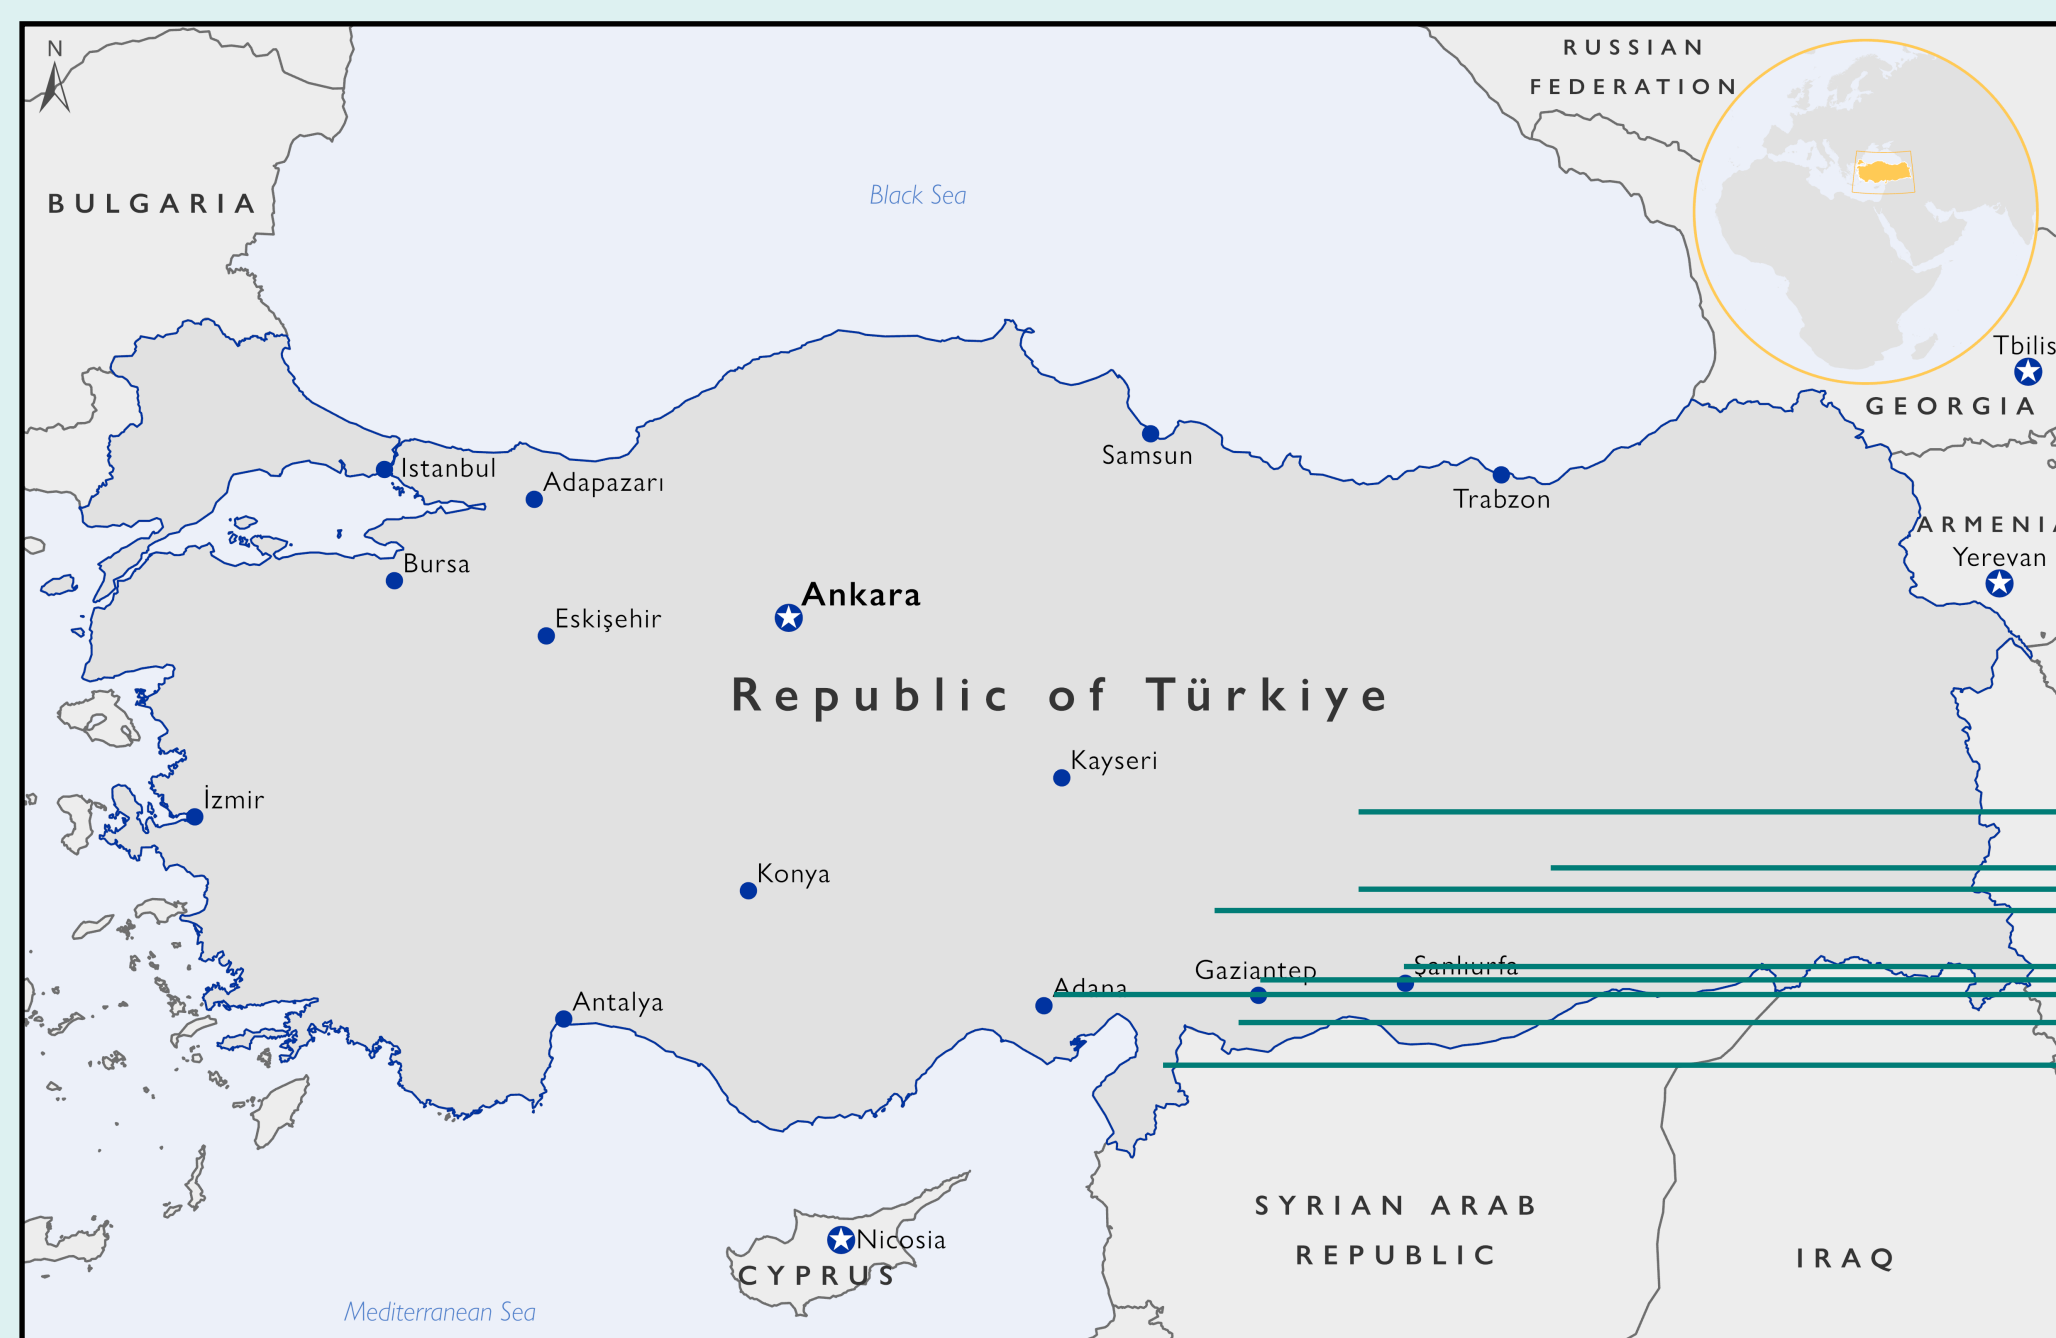 N
RUSSIAN
FEDERATION
BULGARIA
Black Sea
Tbilis
GEORGIA
Istanbul
Adapazarı
Samsun
Trabzon
ARMENIA
Yerevan
Bursa
Ankara
Eskişehir
Republic of Türkiye
Kayseri
İzmir
Konya
Gaziantep
Şanlıurfa
Adana
Antalya
SYRIAN ARAB
REPUBLIC
Nicosia
CYPRUS
IRAQ
Mediterranean Sea